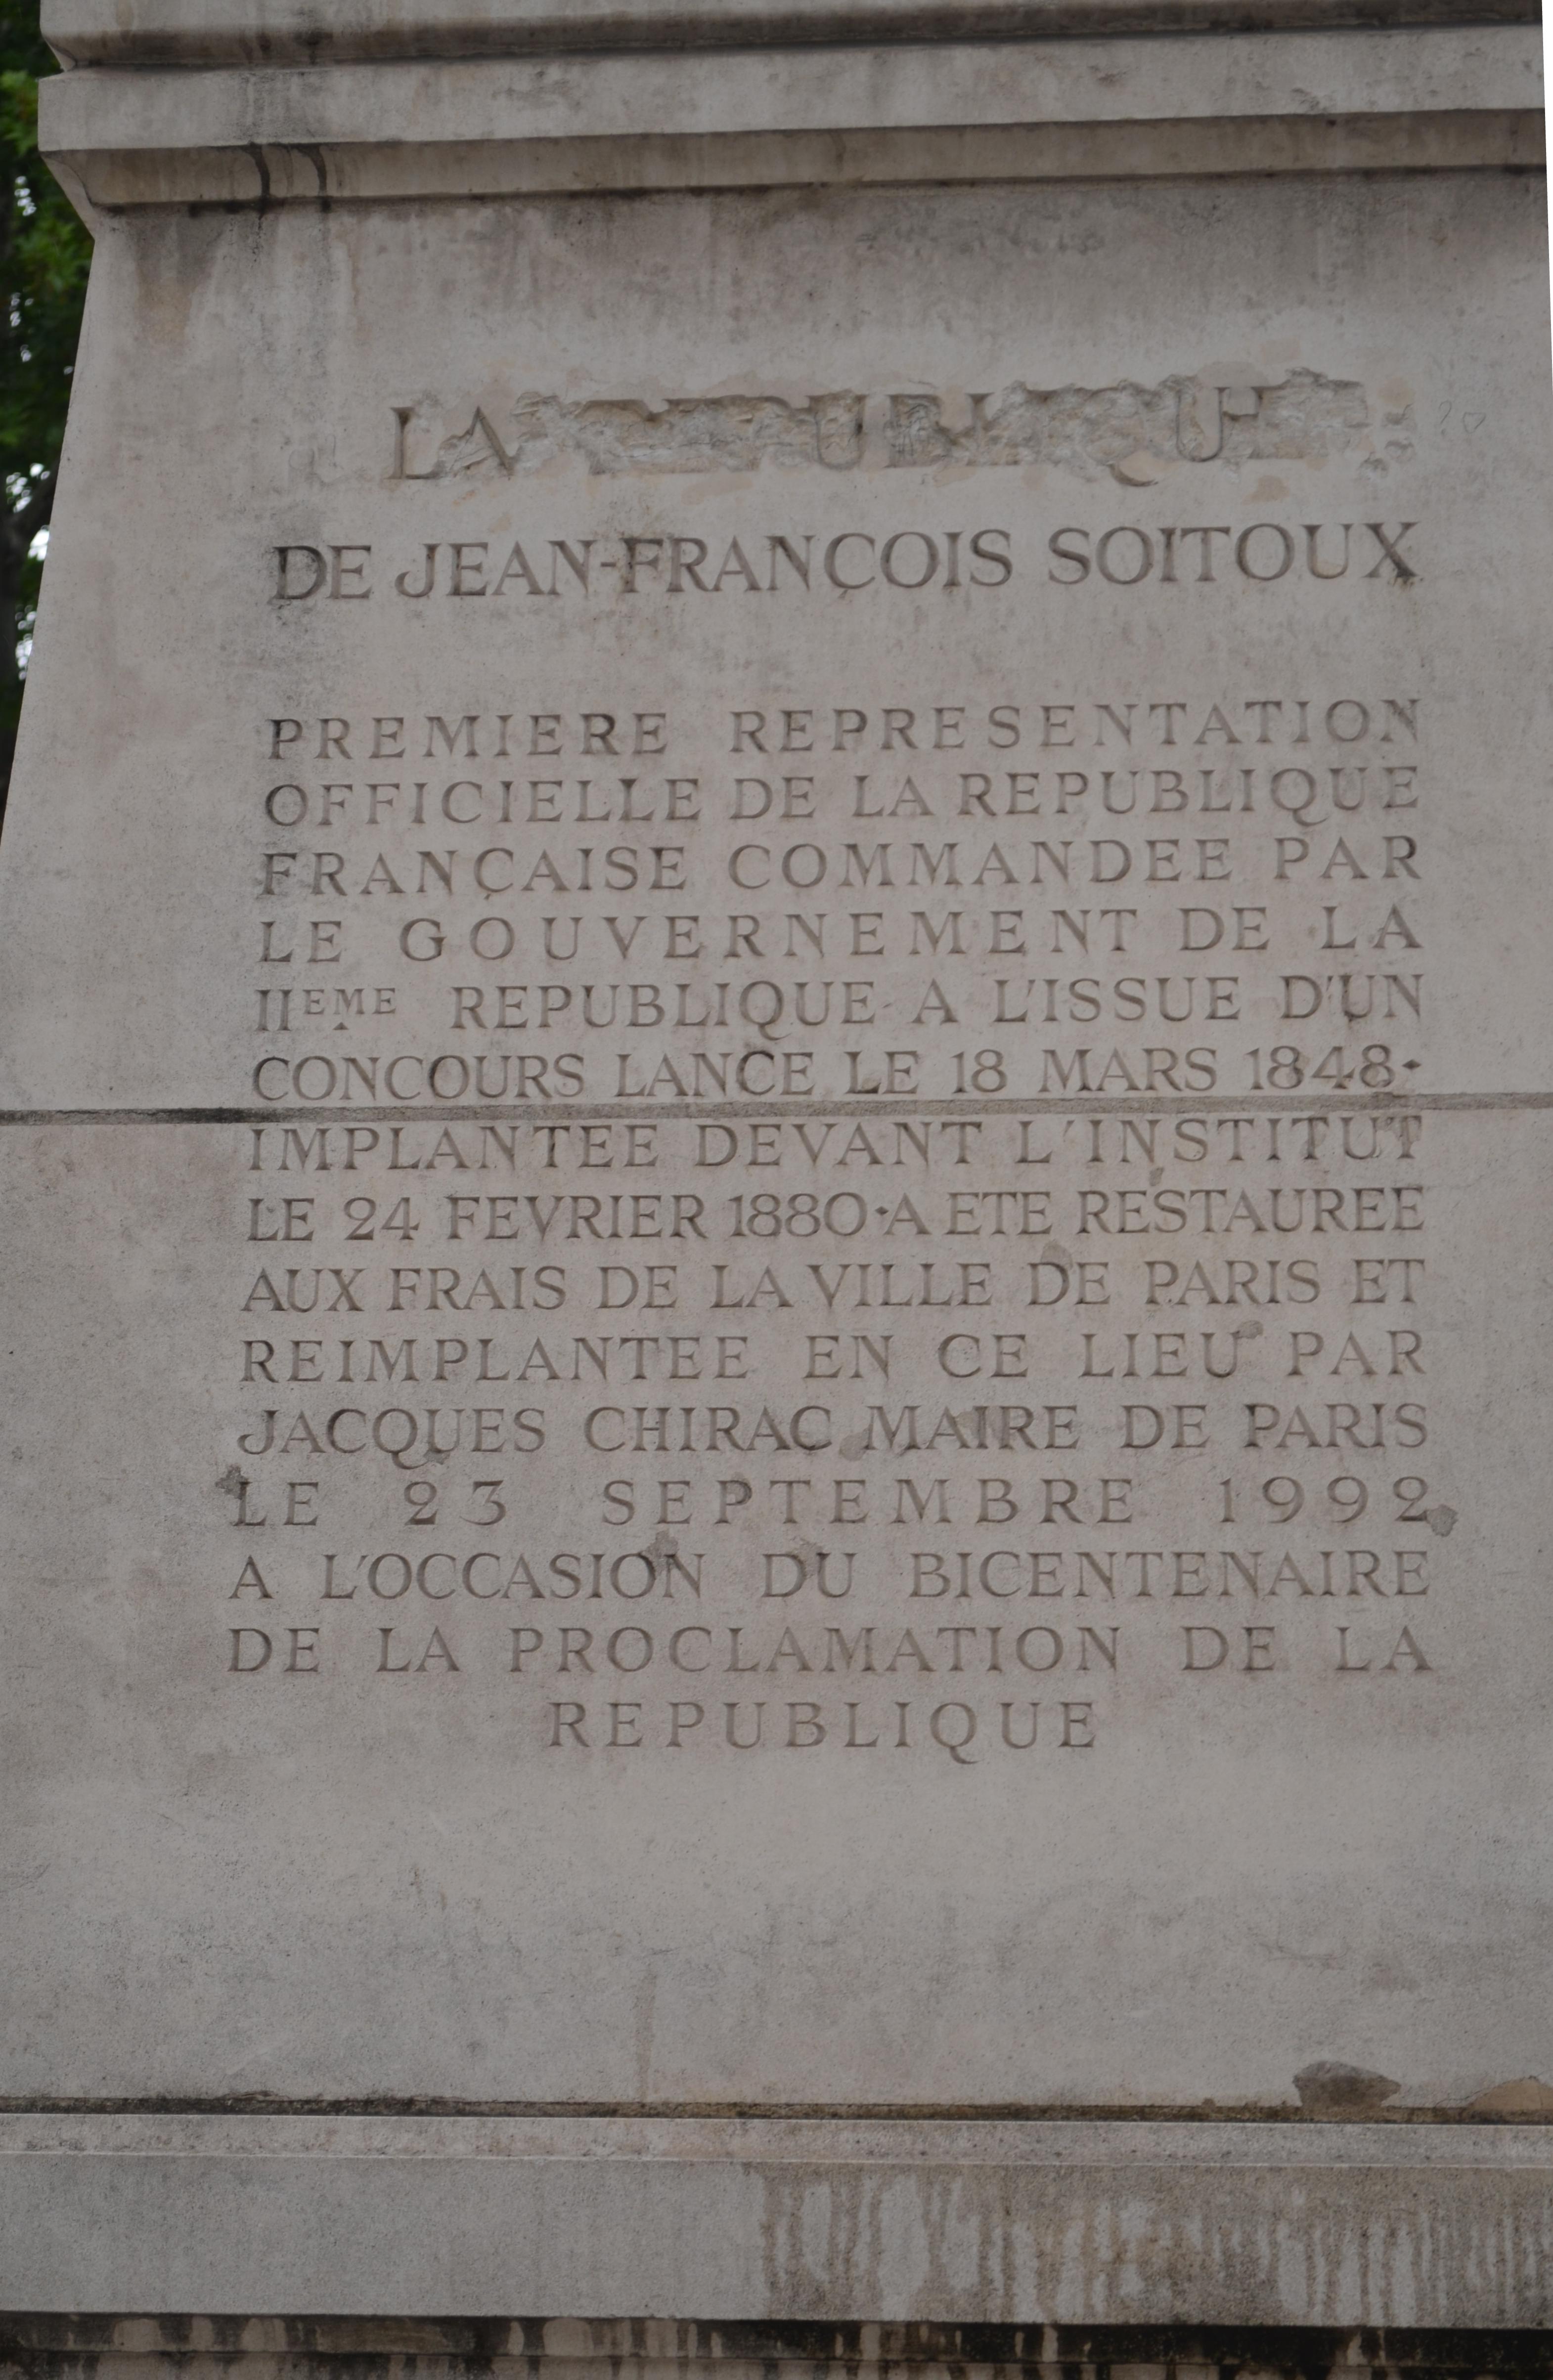 LA REPUBLIQUE
DE JEAN-FRANÇOIS SOITOUX
PREMIERE REPRESENTATION
OFFICIELLE DE LA REPUBLIQUE
FRANÇAISE COMMANDEE PAR
LE GOUVERNEMENT DE LA
IIEME REPUBLIQUE A L'ISSUE D'UN
CONCOURS LANCE LE 18 MARS 1848·
IMPLANTEE DEVANT L'INSTITUT
LE 24 FEVRIER 1880·A ETE RESTAUREE
AUX FRAIS DE LA VILLE DE PARIS ET
REIMPLANTEE EN CE LIEU PAR
JACQUES CHIRAC MAIRE DE PARIS
LE 23 SEPTEMBRE 1992
A L'OCCASION DU BICENTENAIRE
DE LA PROCLAMATION DE LA
REPUBLIQUE